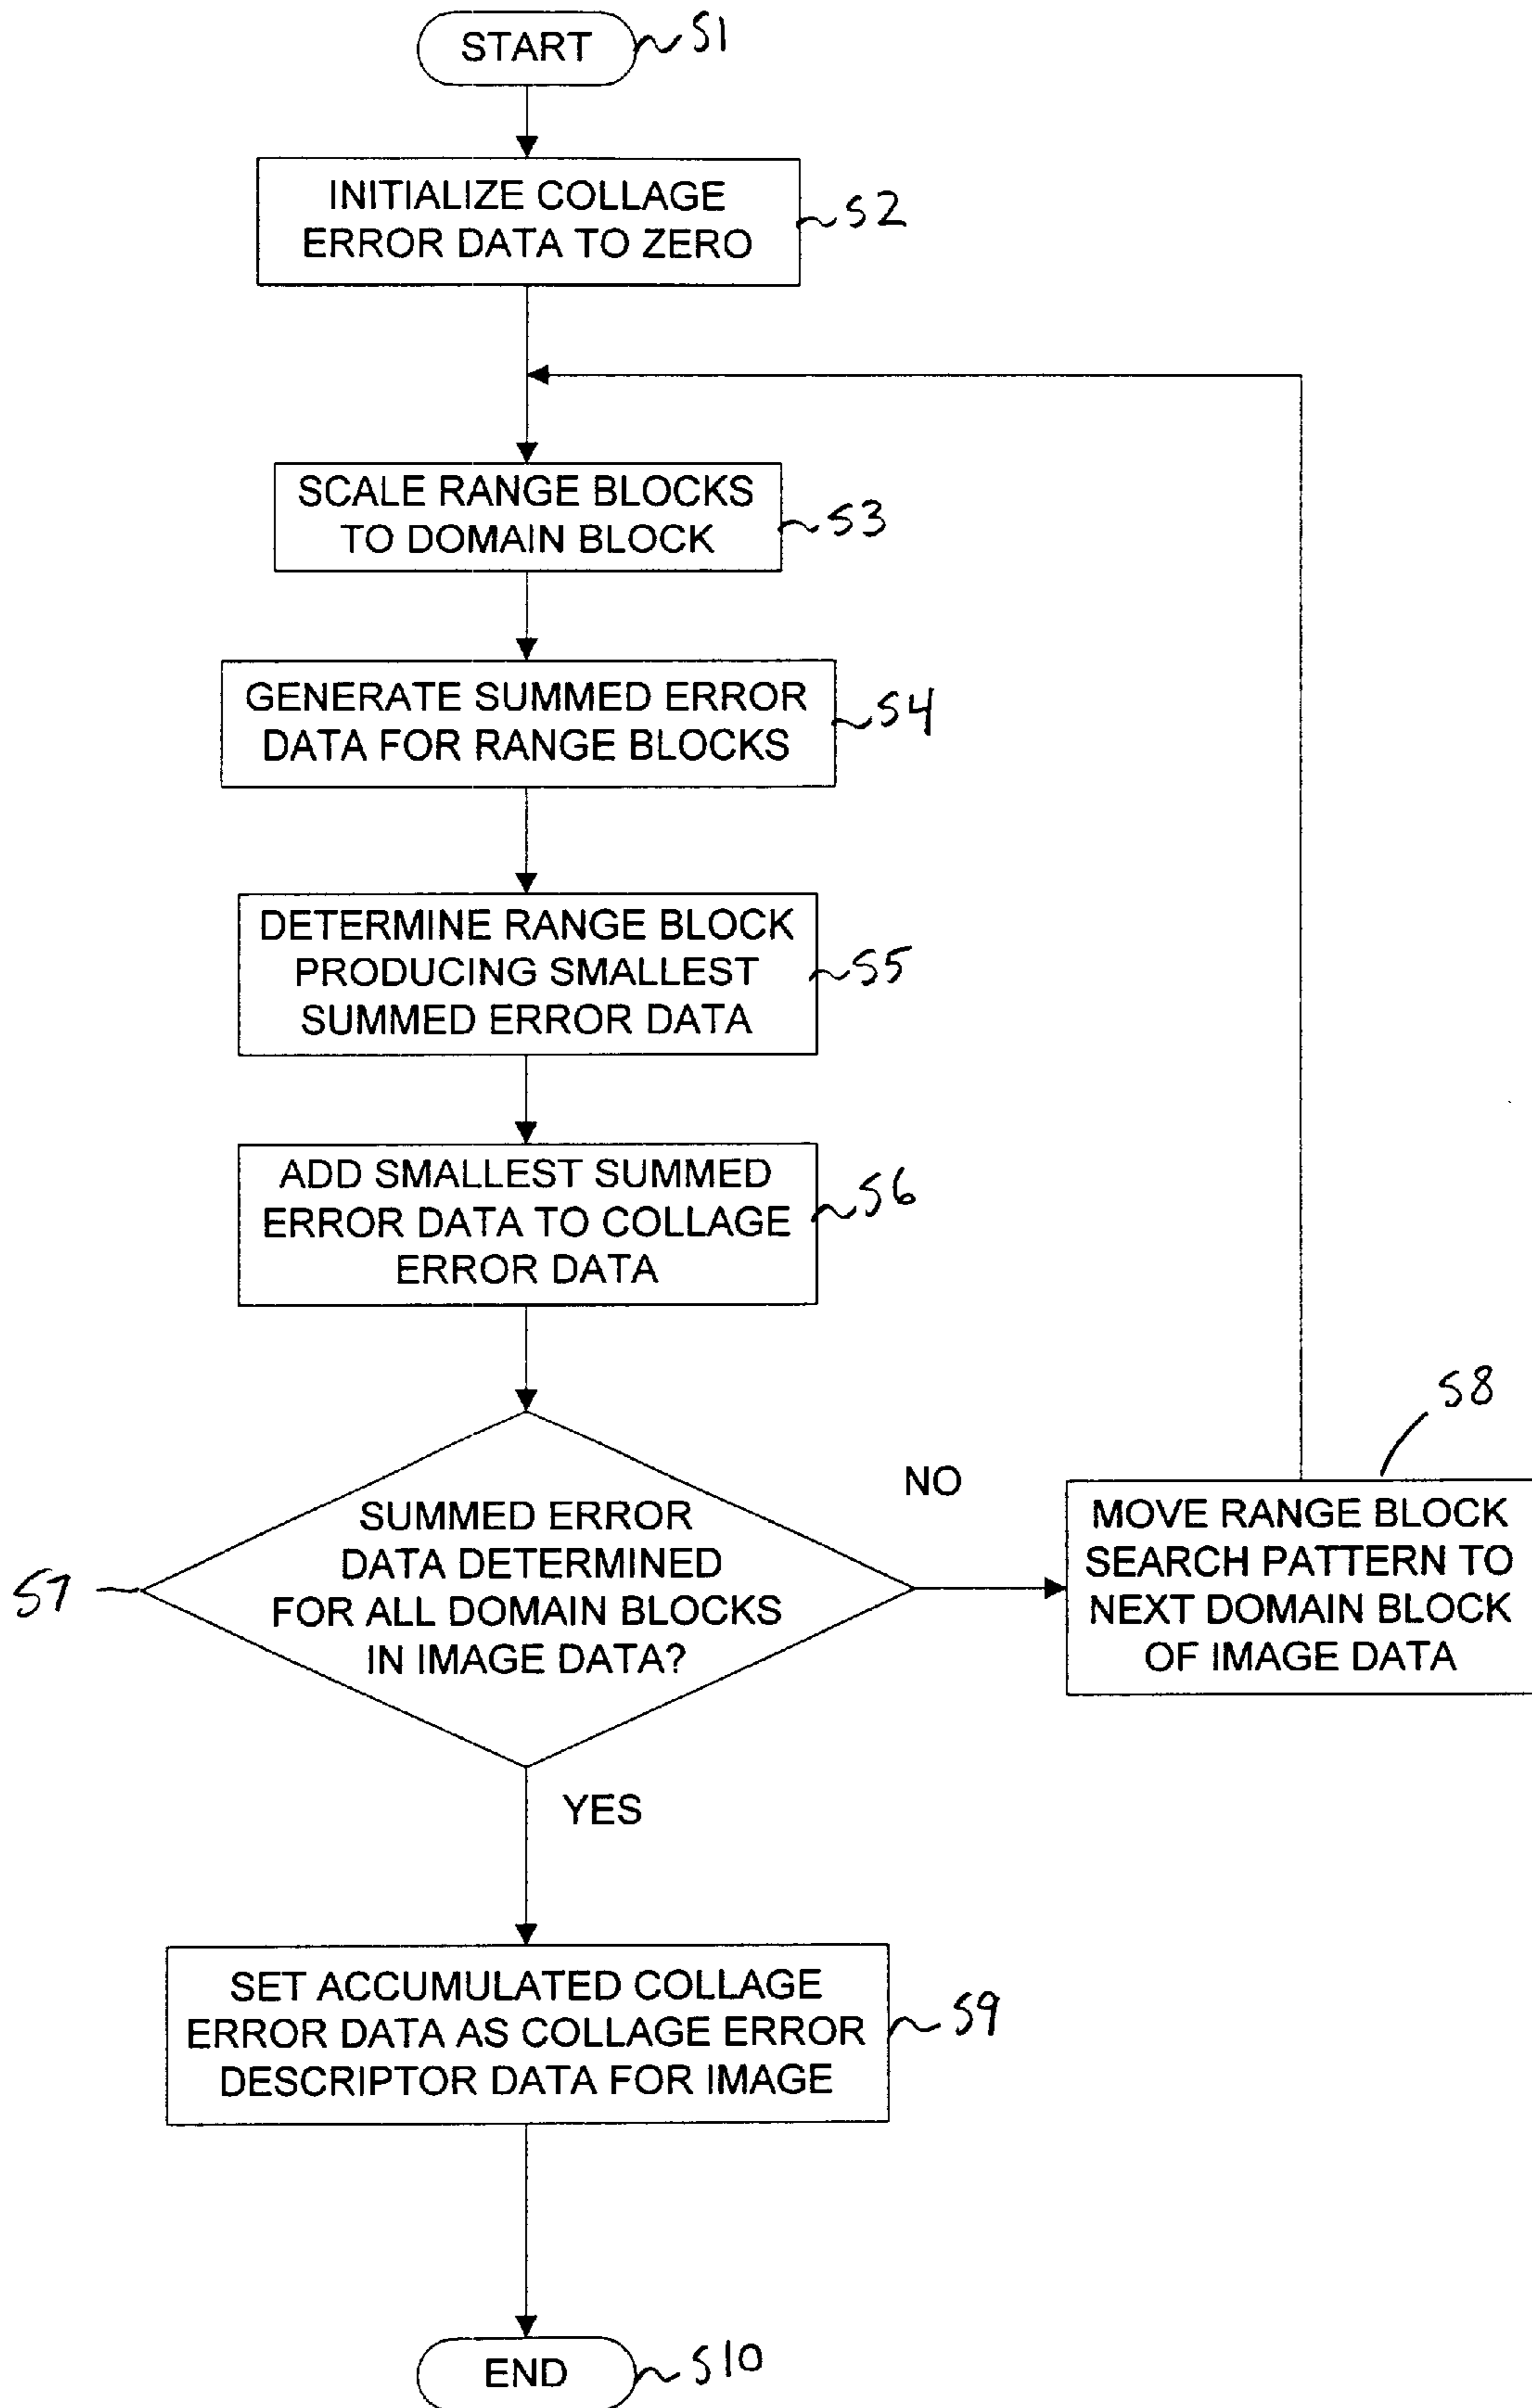 START
S1
INITIALIZE COLLAGE
ERROR DATA TO ZERO
S2
SCALE RANGE BLOCKS
TO DOMAIN BLOCK
S3
GENERATE SUMMED ERROR
DATA FOR RANGE BLOCKS
S4
DETERMINE RANGE BLOCK
PRODUCING SMALLEST
SUMMED ERROR DATA
S5
ADD SMALLEST SUMMED
ERROR DATA TO COLLAGE
ERROR DATA
S6
S7
SUMMED ERROR
DATA DETERMINED
FOR ALL DOMAIN BLOCKS
IN IMAGE DATA?
NO
S8
MOVE RANGE BLOCK
SEARCH PATTERN TO
NEXT DOMAIN BLOCK
OF IMAGE DATA
YES
SET ACCUMULATED COLLAGE
ERROR DATA AS COLLAGE ERROR
DESCRIPTOR DATA FOR IMAGE
S9
END
S10